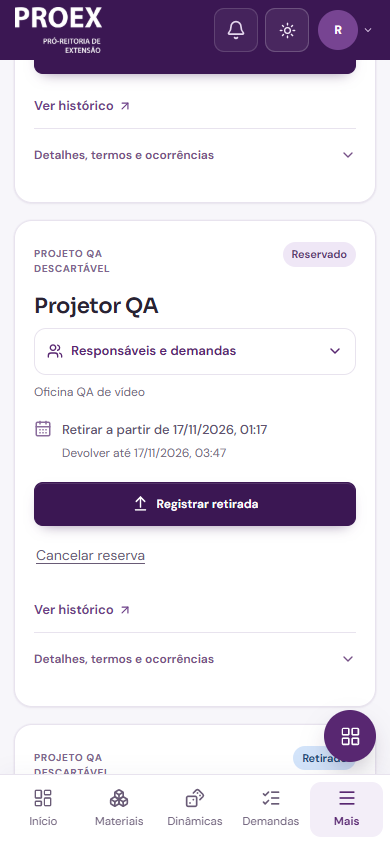 PROEX
PRÓ-REITORIA DE
EXTENSÃO
R
Ver histórico
Detalhes, termos e ocorrências
PROJETO QA
DESCARTÁVEL
Reservado
Projetor QA
Responsáveis e demandas
Oficina QA de vídeo
Retirar a partir de 17/11/2026, 01:17
Devolver até 17/11/2026, 03:47
Registrar retirada
Cancelar reserva
Ver histórico
Detalhes, termos e ocorrências
PROJETO QA
DESCARTÁVEL
Início
Materiais
Dinâmicas
Demandas
Mais